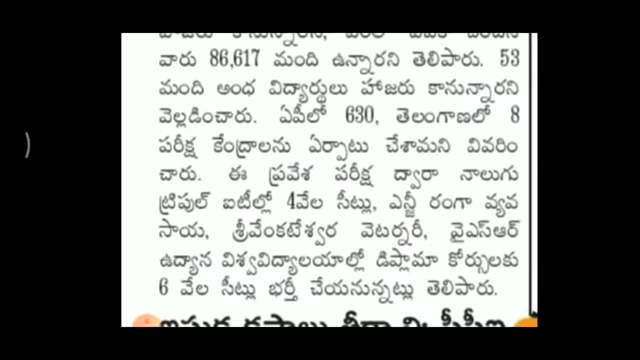 వారు 86,617 మంది ఉన్నారని తెలిపారు. 53
మంది అంధ విద్యార్థులు హాజరు కానున్నారని
వెల్లడించారు. ఏపీలో 630, తెలంగాణలో 8
పరీక్ష కేంద్రాలను ఏర్పాటు చేశామని వివరిం
చారు. ఈ ప్రవేశ పరీక్ష ద్వారా నాలుగు
ట్రిపుల్ ఐటీల్లో 4వేల సీట్లు, ఎన్జీ రంగా వ్యవ
సాయ, శ్రీవేంకటేశ్వర వెటర్నరీ, వైఎస్ఆర్
ఉద్యాన విశ్వవిద్యాలయాల్లో డిప్లామా కోర్సులకు
6 వేల సీట్లు భర్తీ చేయనున్నట్లు తెలిపారు.